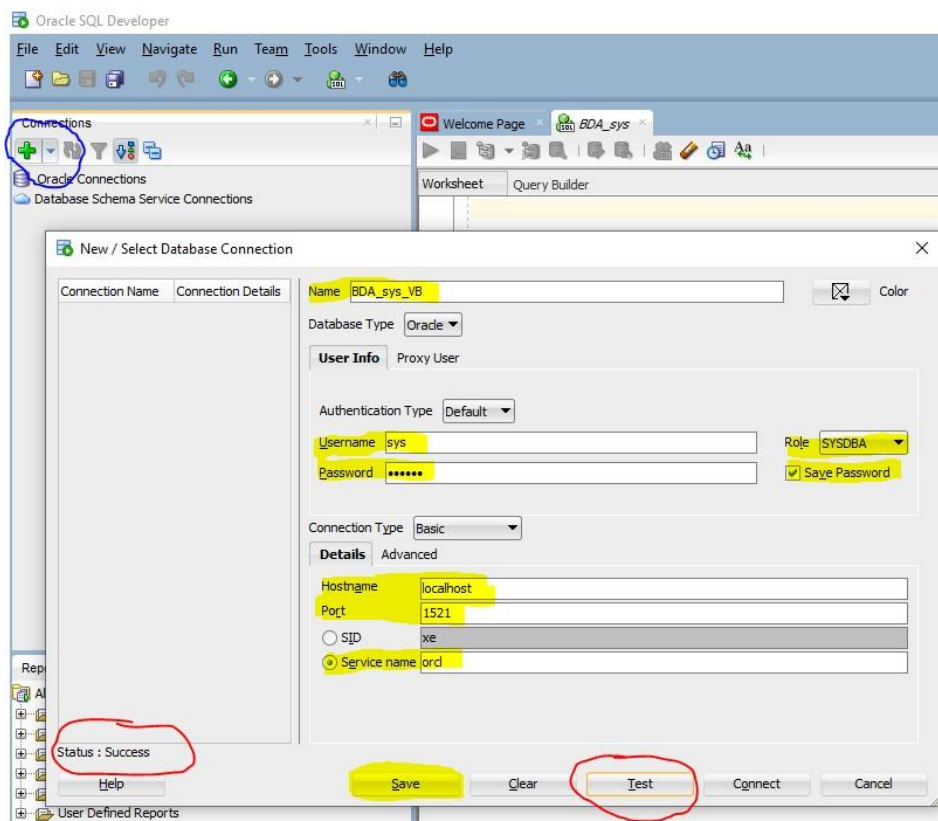 Oracle SQL Developer
File Edit View Navigate Run Team Tools Window Help
Connections
Welcome Page
BDA_sys
Oracle Connections
Database Schema Service Connections
Worksheet Query Builder
New / Select Database Connection
Connection Name Connection Details
Name BDA_sys_VB
Color
Database Type Oracle
User Info Proxy User
Authentication Type Default
Username sys
Role SYSDBA
Password ••••••
Save Password
Connection Type Basic
Details Advanced
Hostname localhost
Port 1521
SID xe
Service name orcl
Status : Success
Help Save Clear Test Connect Cancel
User Defined Reports